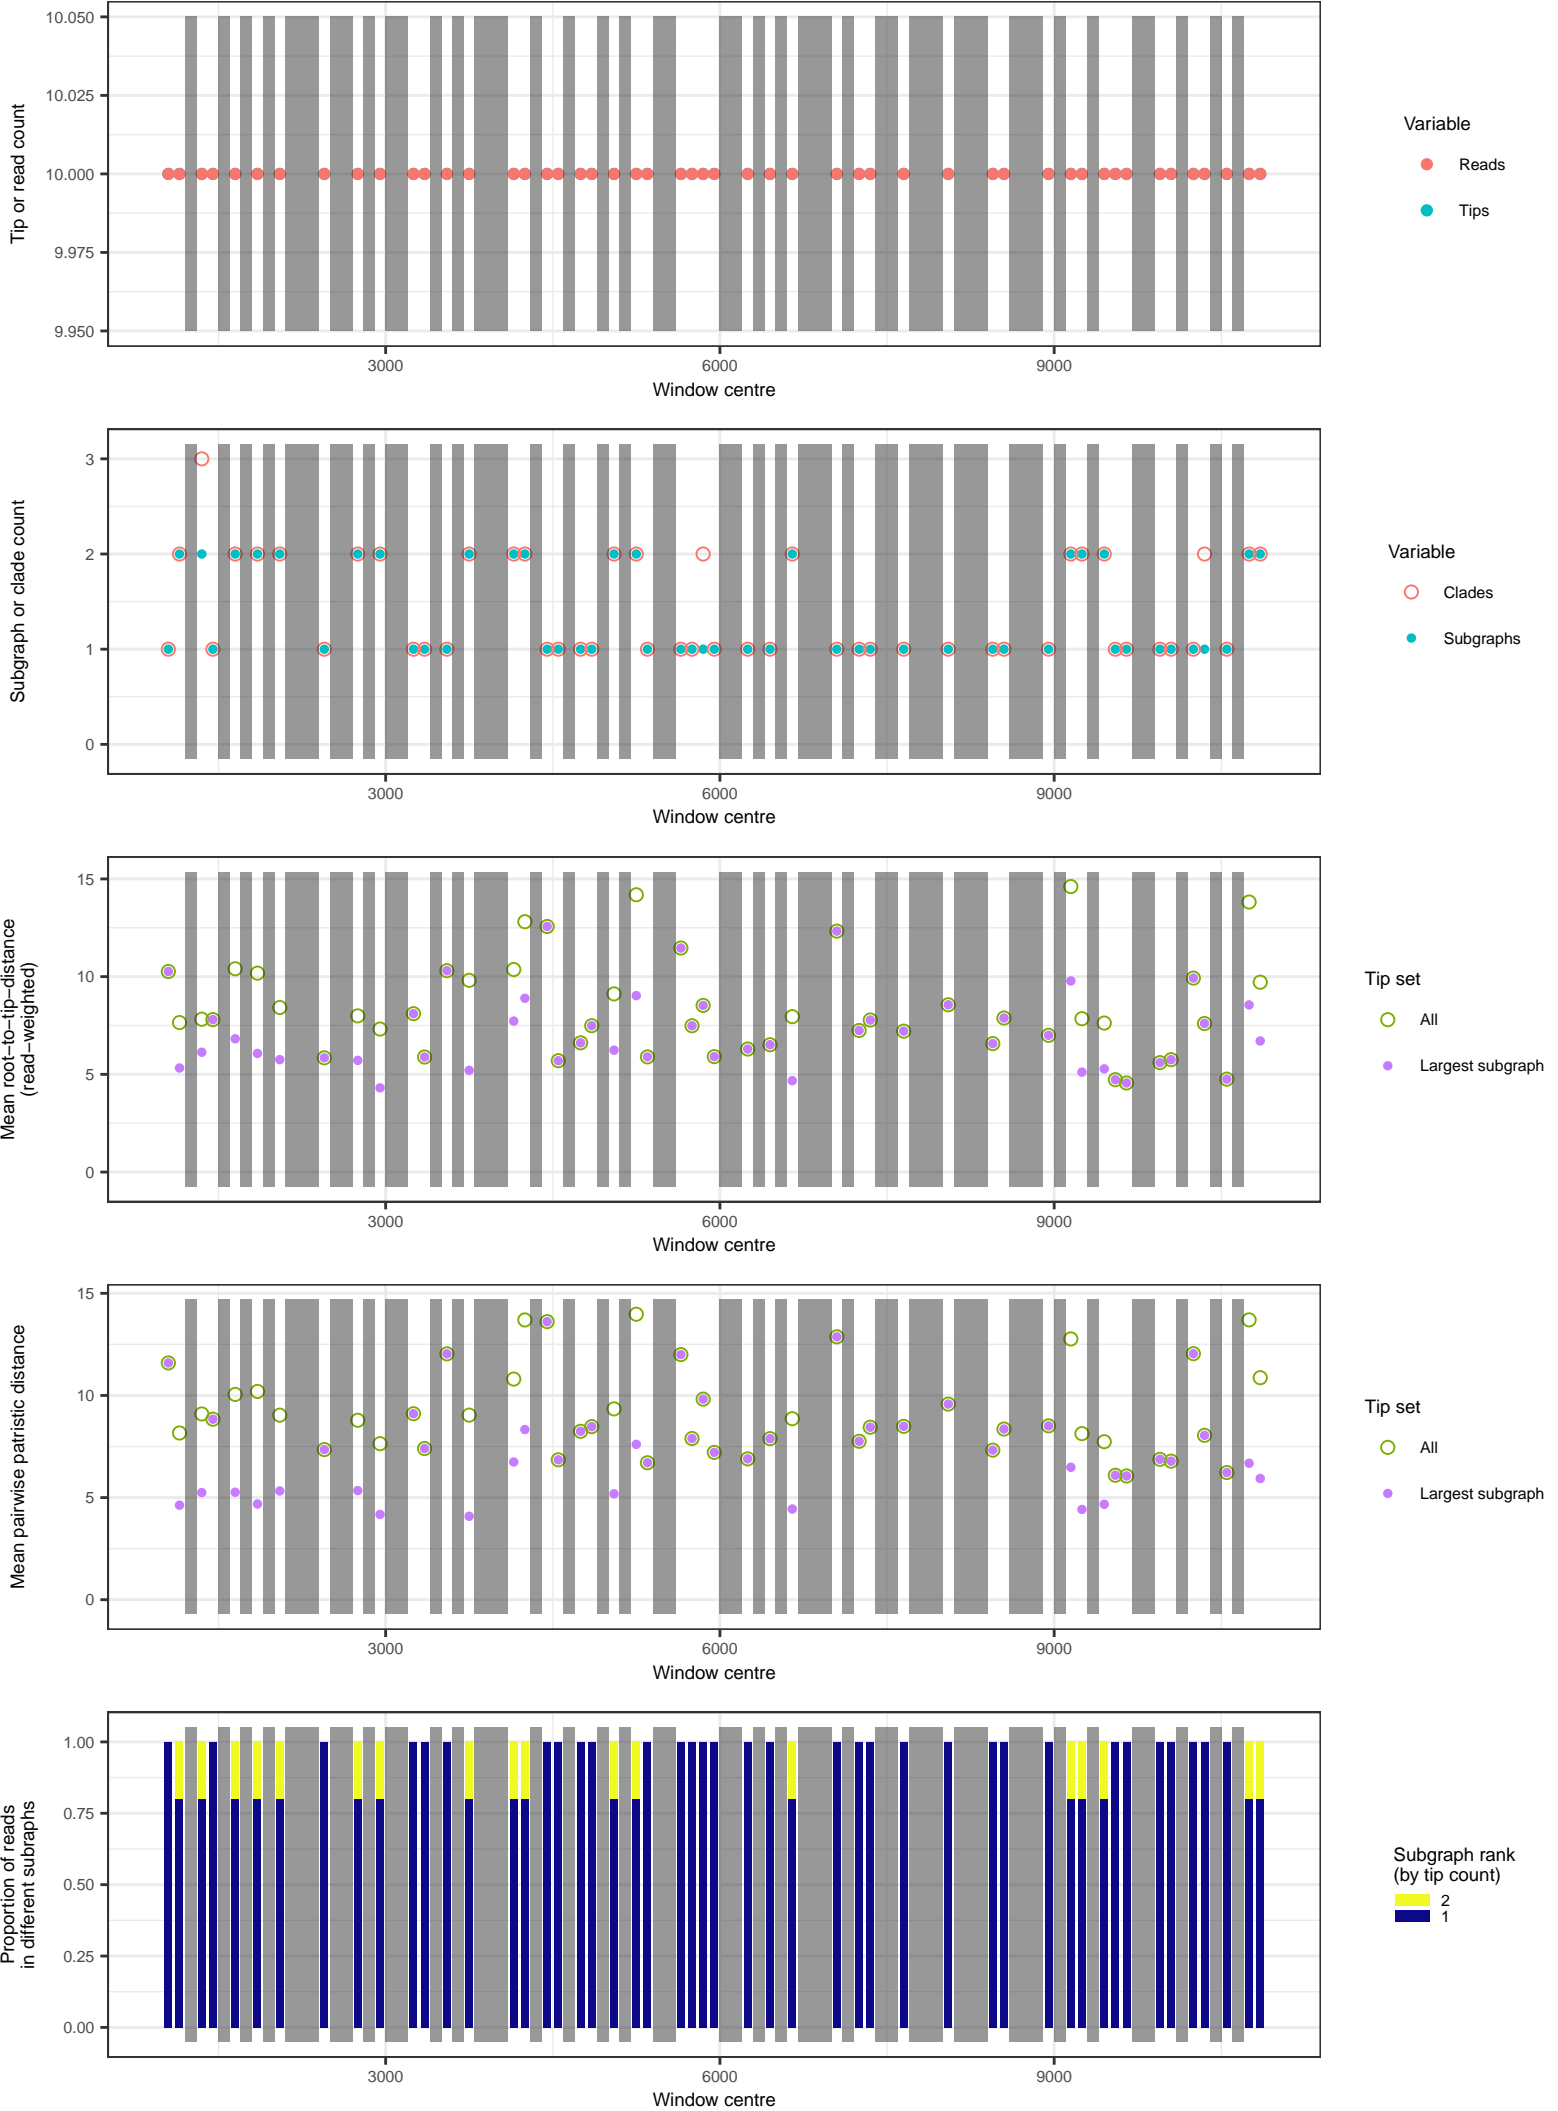 10.050
10.025
10.000
9.975
9.950
Tip or read count
3000 6000 9000
Window centre
Variable
Reads
Tips
3
2
1
0
Subgraph or clade count
3000 6000 9000
Window centre
Variable
Clades
Subgraphs
15
10
5
0
Mean root−to−tip−distance
(read−weighted)
3000 6000 9000
Window centre
Tip set
All
Largest subgraph
15
10
5
0
Mean pairwise patristic distance
3000 6000 9000
Window centre
Tip set
All
Largest subgraph
1.00
0.75
0.50
0.25
0.00
Proportion of reads
in different subraphs
3000 6000 9000
Window centre
Subgraph rank
(by tip count)
2
1